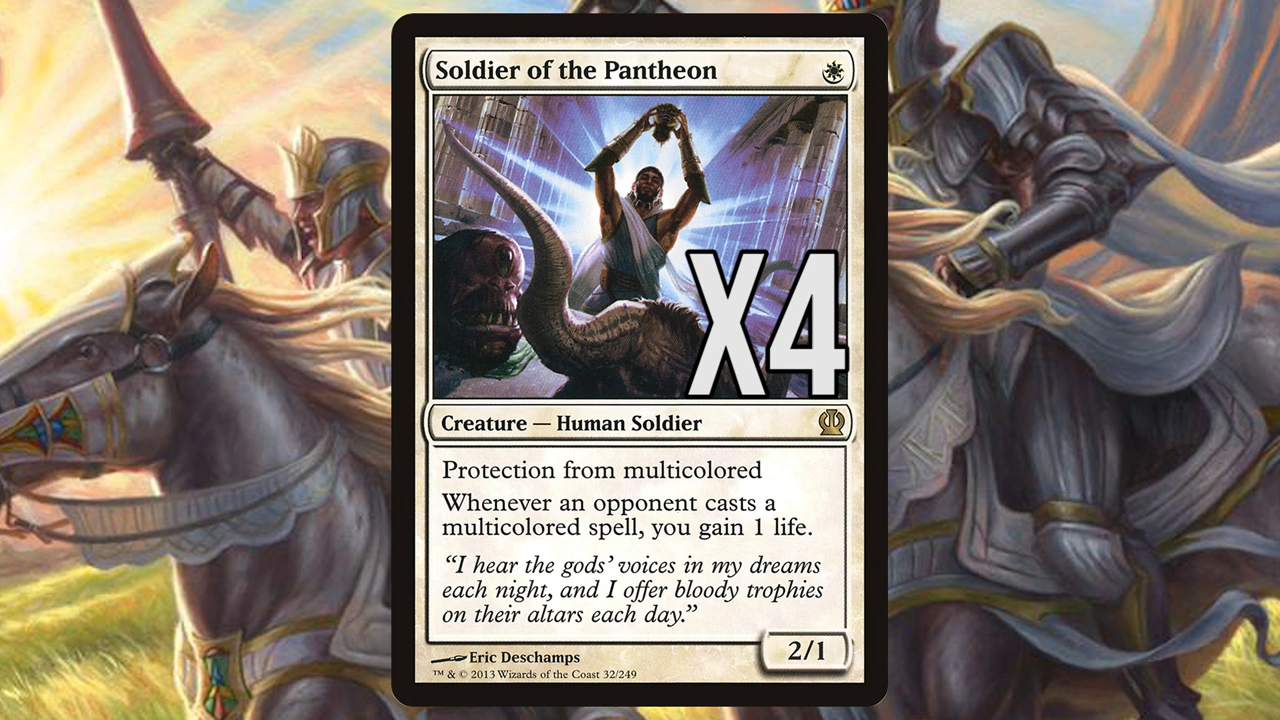 Soldier of the Pantheon
X4
Creature — Human Soldier
Protection from multicolored
Whenever an opponent casts a
multicolored spell, you gain 1 life.
“I hear the gods’ voices in my dreams
each night, and I offer bloody trophies
on their altars each day.”
2/1
Eric Deschamps
™ & © 2013 Wizards of the Coast 32/249